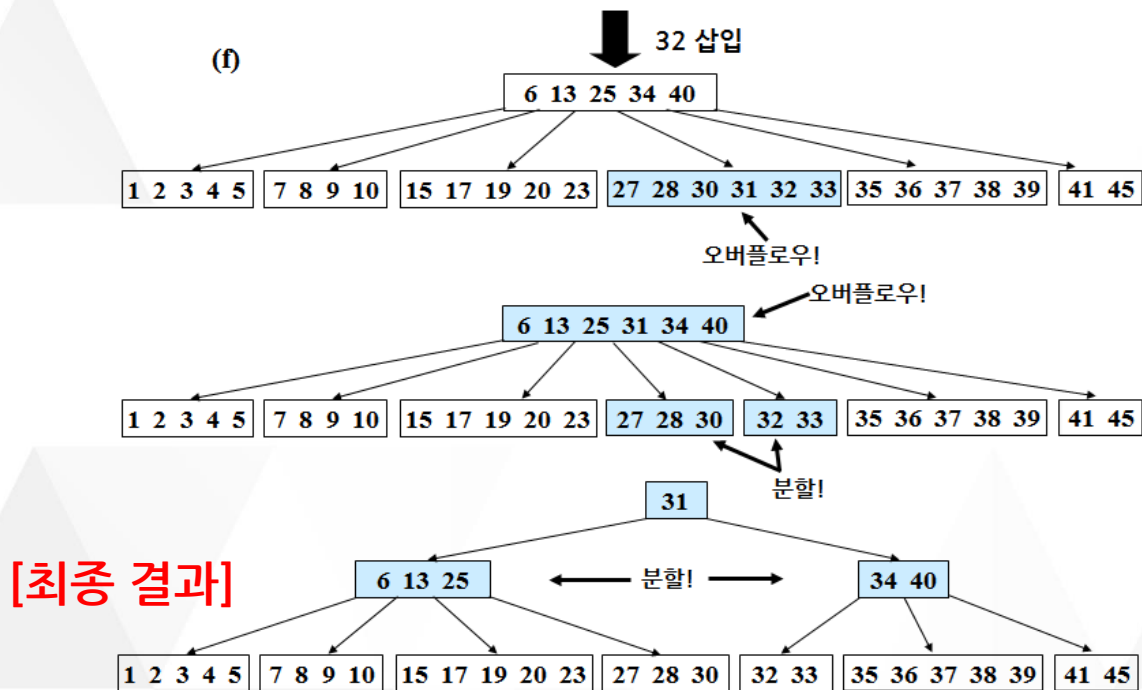 32 삽입
(f)
6 13 25 34 40
1 2 3 4 5 7 8 9 10 15 17 19 20 23 27 28 30 31 32 33 35 36 37 38 39 41 45
오버플로우!
오버플로우!
6 13 25 31 34 40
1 2 3 4 5 7 8 9 10 15 17 19 20 23 27 28 30 32 33 35 36 37 38 39 41 45
분할!
31
[최종 결과] 6 13 25 분할! 34 40
1 2 3 4 5 7 8 9 10 15 17 19 20 23 27 28 30 32 33 35 36 37 38 39 41 45